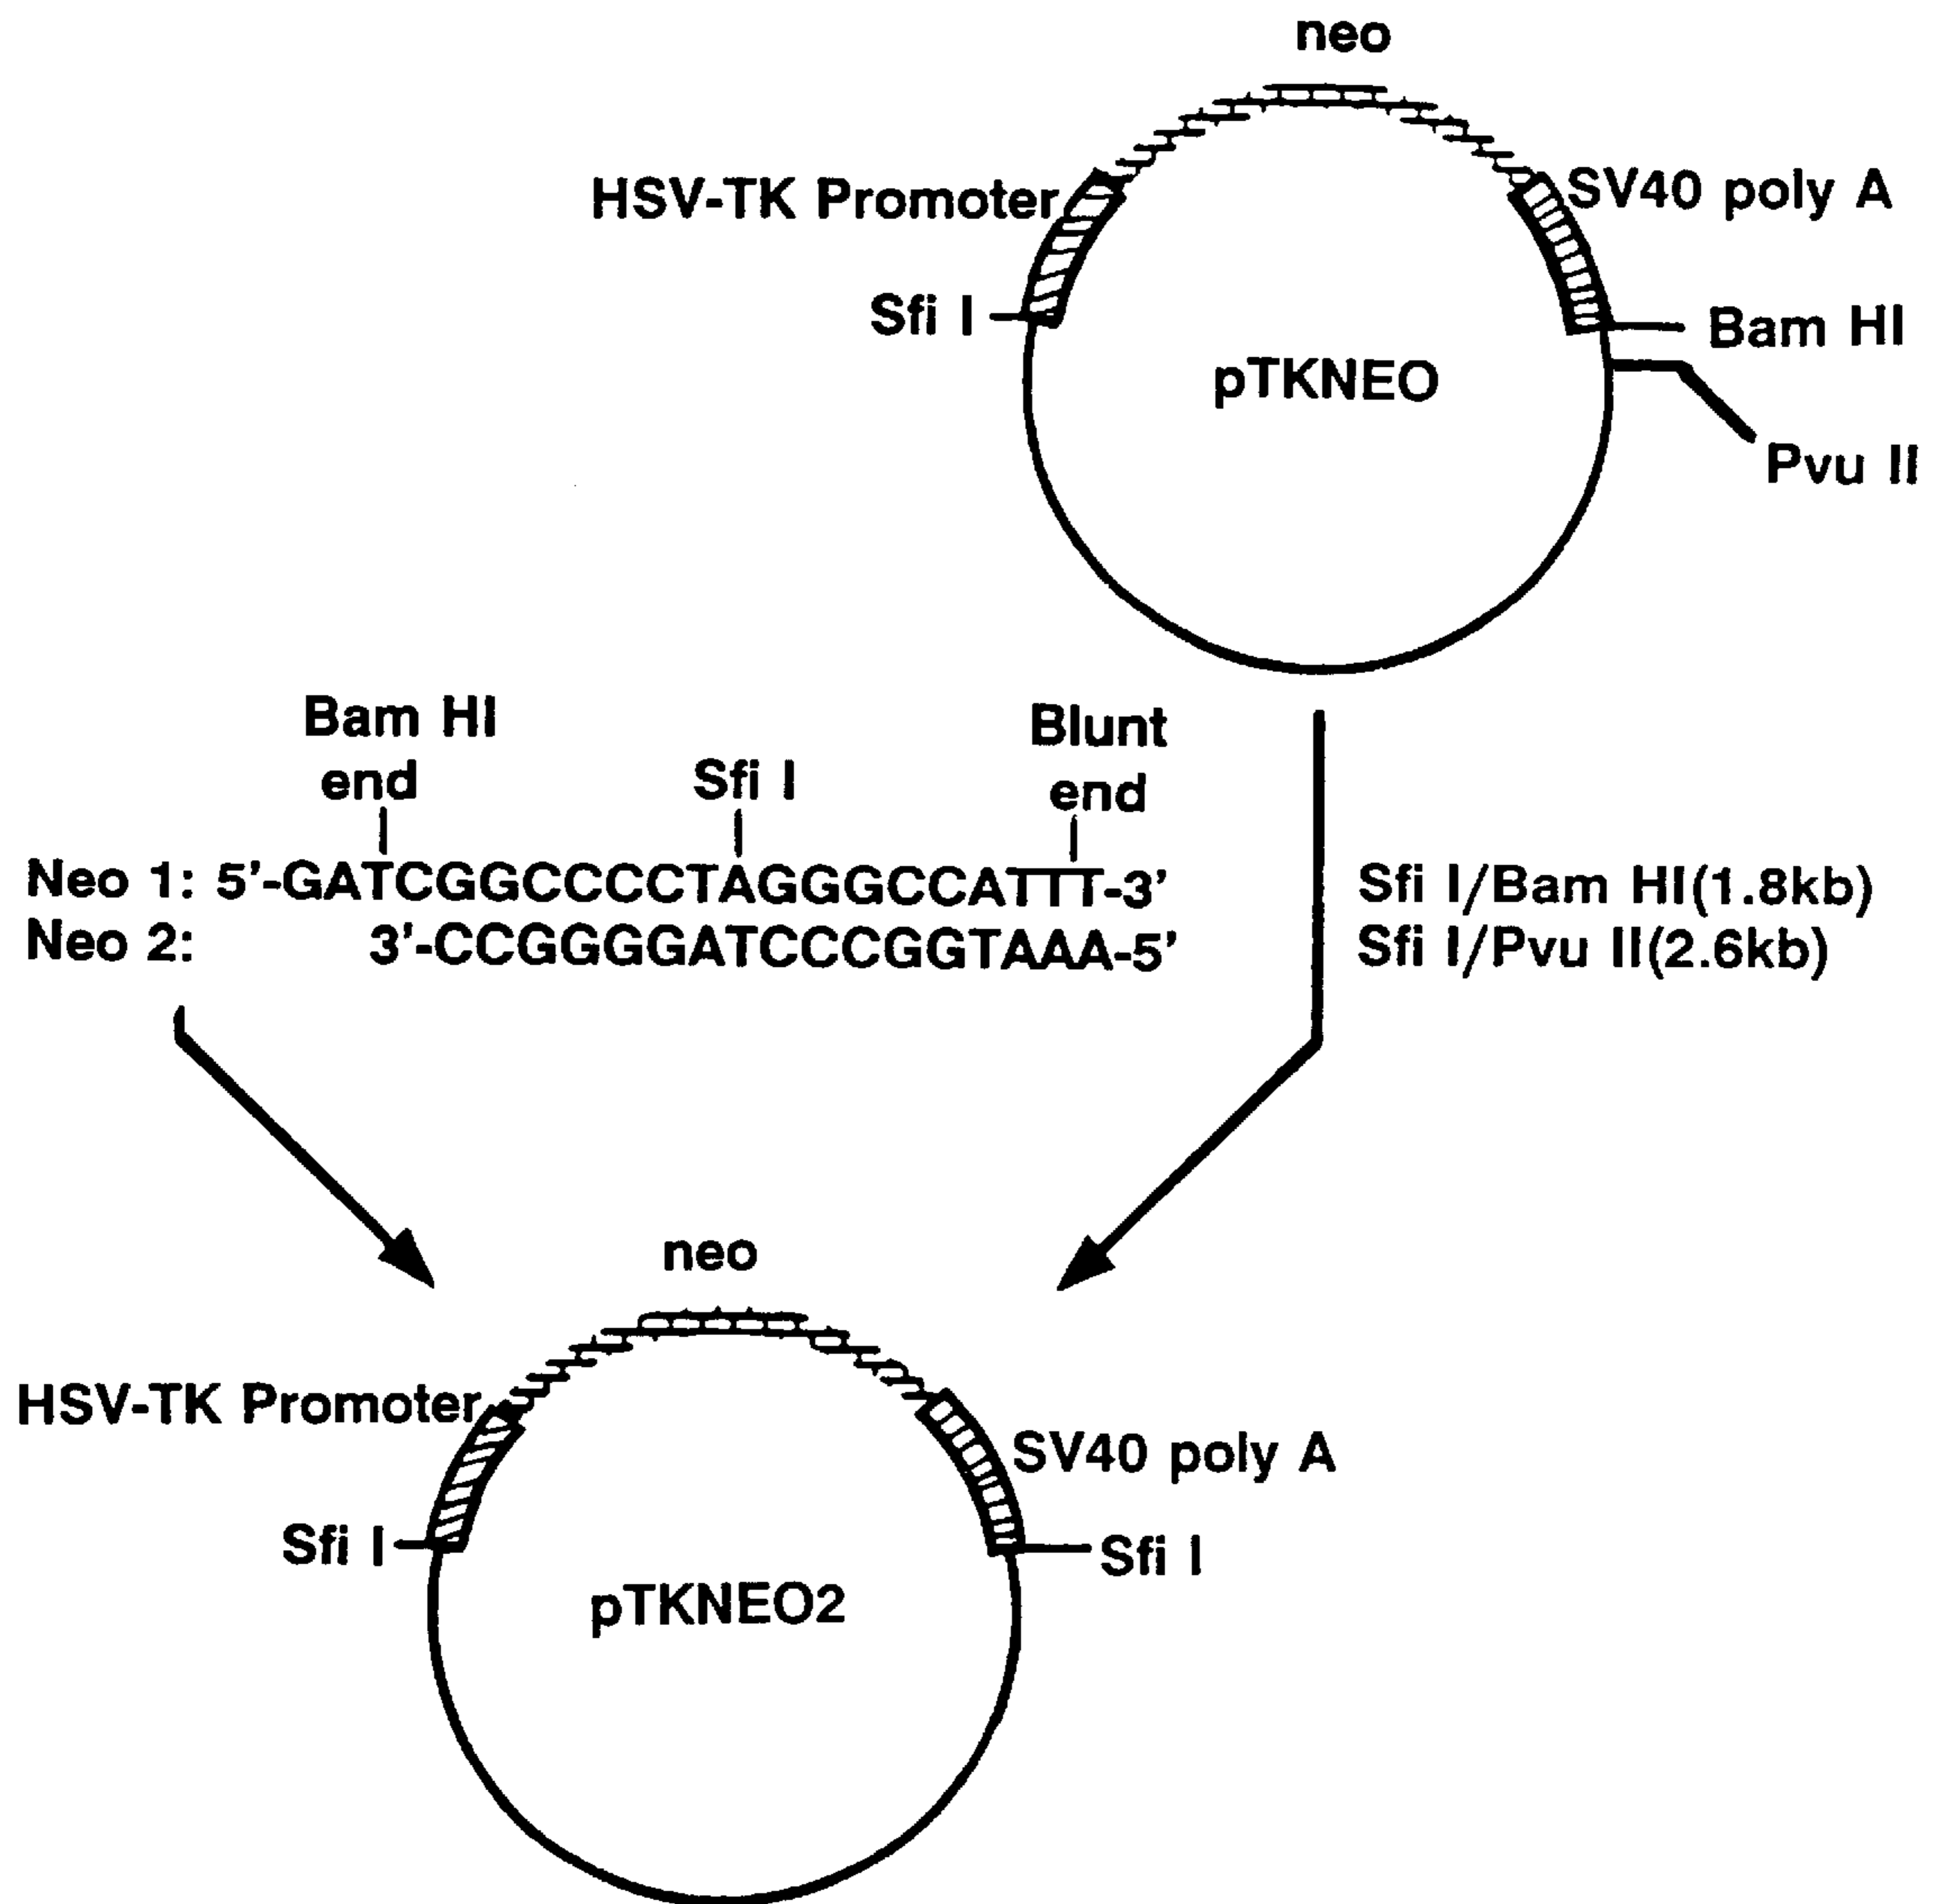 neo
HSV-TK Promoter
SV40 poly A
Sfi I
Bam HI
pTKNEO
Pvu II
Bam HI
end
Sfi I
Blunt
end
Neo 1: 5'-GATCGGCCCCTAGGGCCATTT-3'
Neo 2: 3'-CCGGGGATCCCGGTAAA-5'
Sfi I/Bam HI(1.8kb)
Sfi I/Pvu II(2.6kb)
neo
HSV-TK Promoter
SV40 poly A
Sfi I
Sfi I
pTKNEO2